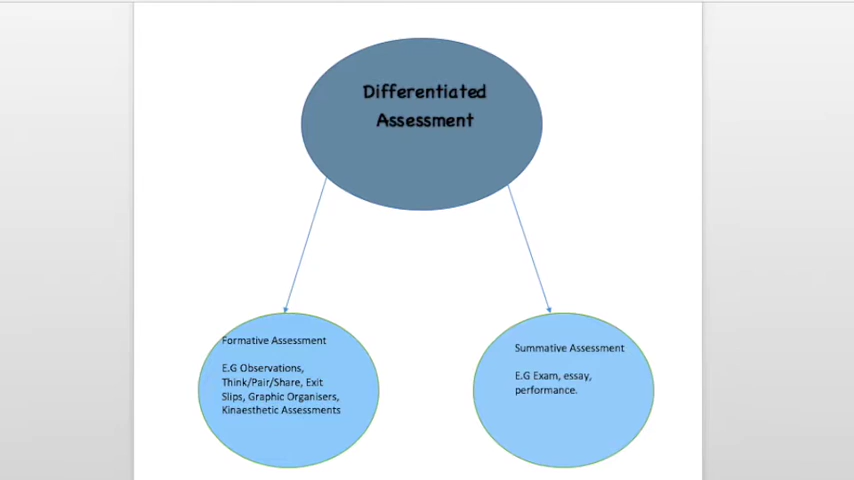 Differentiated
Assessment
Formative Assessment
E.G Observations,
Think/Pair/Share, Exit
Slips, Graphic Organisers,
Kinaesthetic Assessments
Summative Assessment
E.G Exam, essay,
performance.